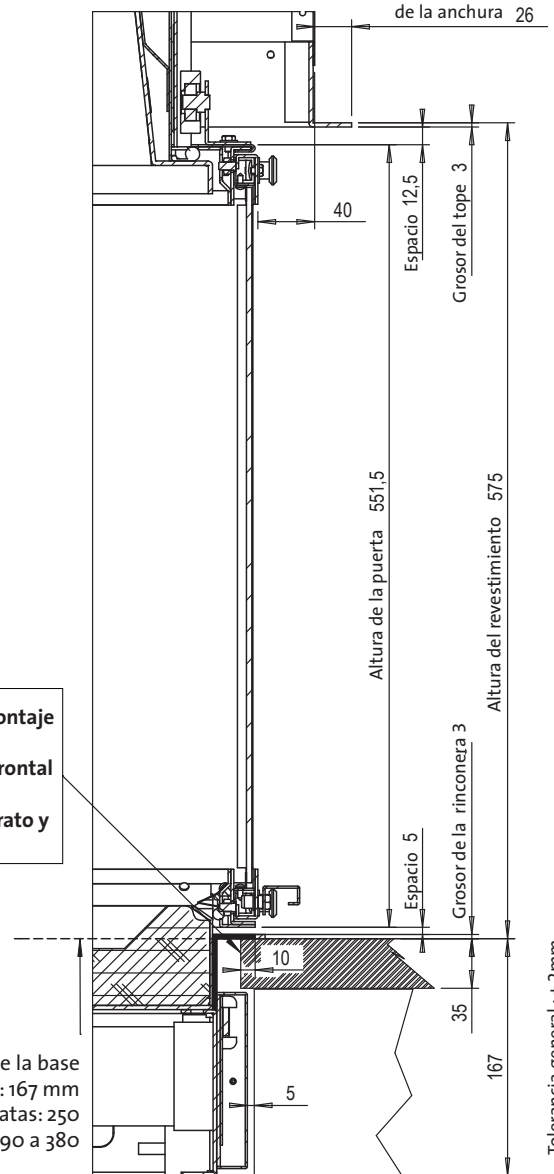 de la anchura 26
40
Espacio 12,5
Grosor del tope 3
Altura de la puerta 551,5
Altura del revestimiento 575
ontaje
rontal
rato y
Espacio 5
Grosor de la rinconera 3
10
35
e la base
: 167 mm
atas: 250
90 a 380
5
167
Tolerancia general : ± 2mm